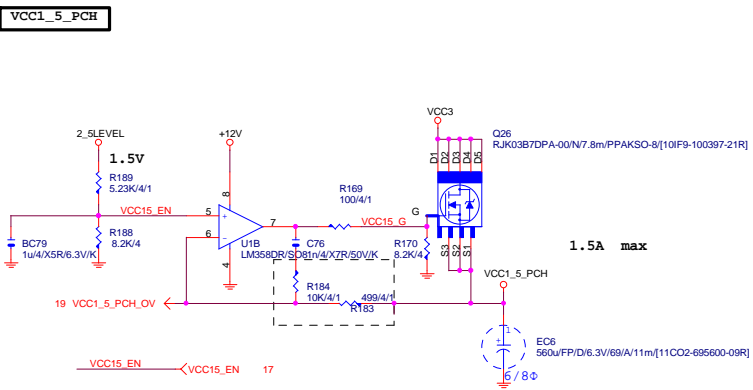 VCC1_5_PCH
VCC3
2_5LEVEL
+12V
Q26
RJK03B7DPA-00/N/7.8m/PPAKSO-8/[10IF9-100397-21R]
1.5V
D1
D2
D3
D4
D5
R189
5.23K/4/1
R169
100/4/1
8
VCC15_EN
5
+
7
VCC15_G
G
6
-
R188
8.2K/4
BC79
1u/4/X5R/6.3V/K
U1B
LM358DR/SO8
C76
1n/4/X7R/50V/K
4
R170
8.2K/4
S3
S2
S1
1.5A max
VCC1_5_PCH
R184
10K/4/1
499/4/1
R183
19 VCC1_5_PCH_OV
1
+
EC6
560u/FP/D/6.3V/69/A/11m/[11CO2-695600-09R]
6/8Φ
VCC15_EN
VCC15_EN 17